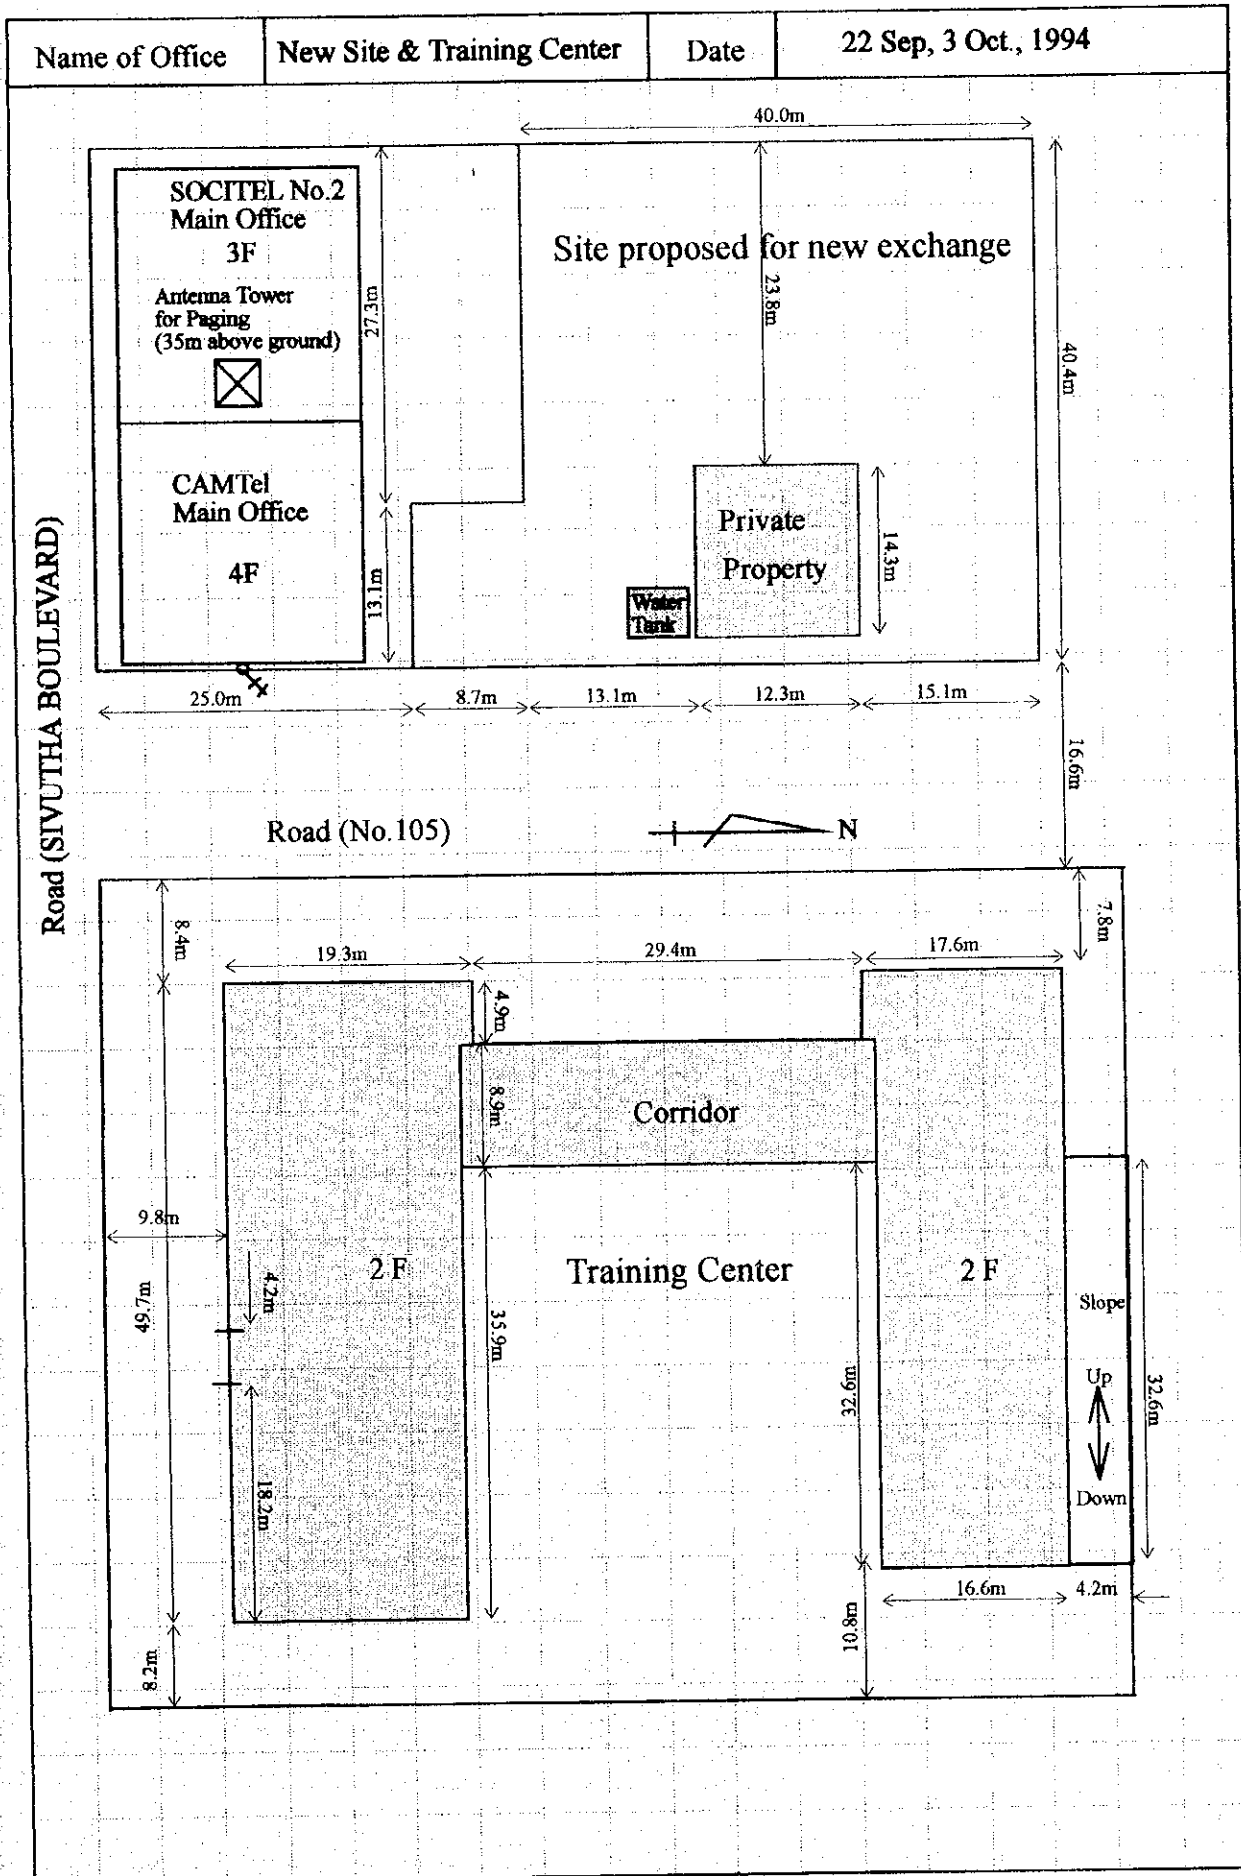 Name of Office
New Site & Training Center
Date
22 Sep, 3 Oct., 1994
40.0m
SOCITEL No.2
Main Office
3F
Antenna Tower
for Paging
(35m above ground)
27.3m
Site proposed for new exchange
23.8m
40.4m
CAMTel
Main Office
4F
13.1m
Private
Property
14.3m
Water
Tank
25.0m
8.7m
13.1m
12.3m
15.1m
16.6m
Road (SIVUTHA BOULEVARD)
Road (No.105)
N
8.4m
7.8m
19.3m
29.4m
17.6m
4.9m
8.9m
Corridor
9.8m
49.7m
4.2m
2 F
35.9m
Training Center
2 F
Slope
Up
Down
32.6m
32.6m
18.2m
16.6m
4.2m
10.8m
8.2m